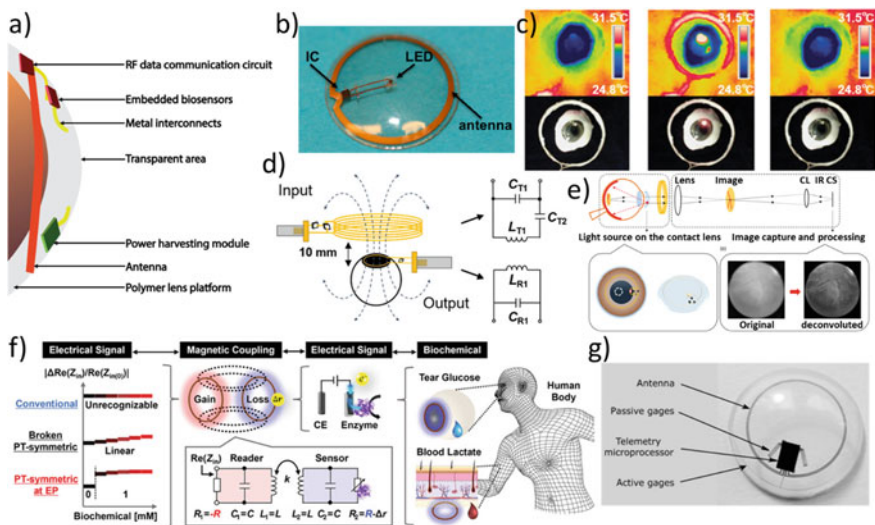 a)
RF data communication circuit
Embedded biosensors
Metal interconnects
Transparent area
Power harvesting module
Antenna
Polymer lens platform
b)
IC
LED
antenna
c)
31.5°C
24.8°C
31.5°C
24.8°C
31.5°C
24.8°C
d)
Input
10 mm
Output
CT1
CT2
LT1
LR1
CR1
e)
Lens
Image
CL IR CS
Light source on the contact lens
Image capture and processing
Original
deconvoluted
f)
Electrical Signal
Magnetic Coupling
Electrical Signal
Biochemical
|ΔRe(Zin)/Re(Zin(0))|
Conventional
Unrecognizable
Broken
PT-symmetric
Linear
PT-symmetric
at EP
0
1
Biochemical [mM]
Gain
Loss
Δr
CE
Enzyme
Re(Zin)
Reader
Sensor
k
R1=-R C1=C L1=L L2=L C2=C R2=R-Δr
Tear Glucose
Human
Body
Blood Lactate
g)
Antenna
Passive gages
Telemetry
microprocessor
Active gages